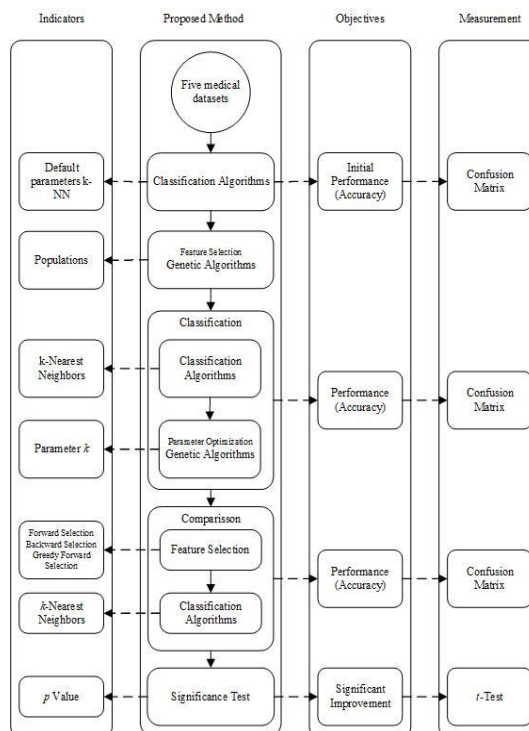 Indicators
Proposed Method
Objectives
Measurement
Five medical
datasets
Default
parameters k-
NN
Classification Algorithms
Initial
Performance
(Accuracy)
Confusion
Matrix
Populations
Feature Selection
Genetic Algorithms
Classification
k-Nearest
Neighbors
Classification
Algorithms
Performance
(Accuracy)
Confusion
Matrix
Parameter k
Parameter Optimization
Genetic Algorithms
Comparisson
Forward Selection
Backward Selection
Greedy Forward
Selection
Feature Selection
Performance
(Accuracy)
Confusion
Matrix
k-Nearest
Neighbors
Classification
Algorithms
p Value
Significance Test
Significant
Improvement
t-Test